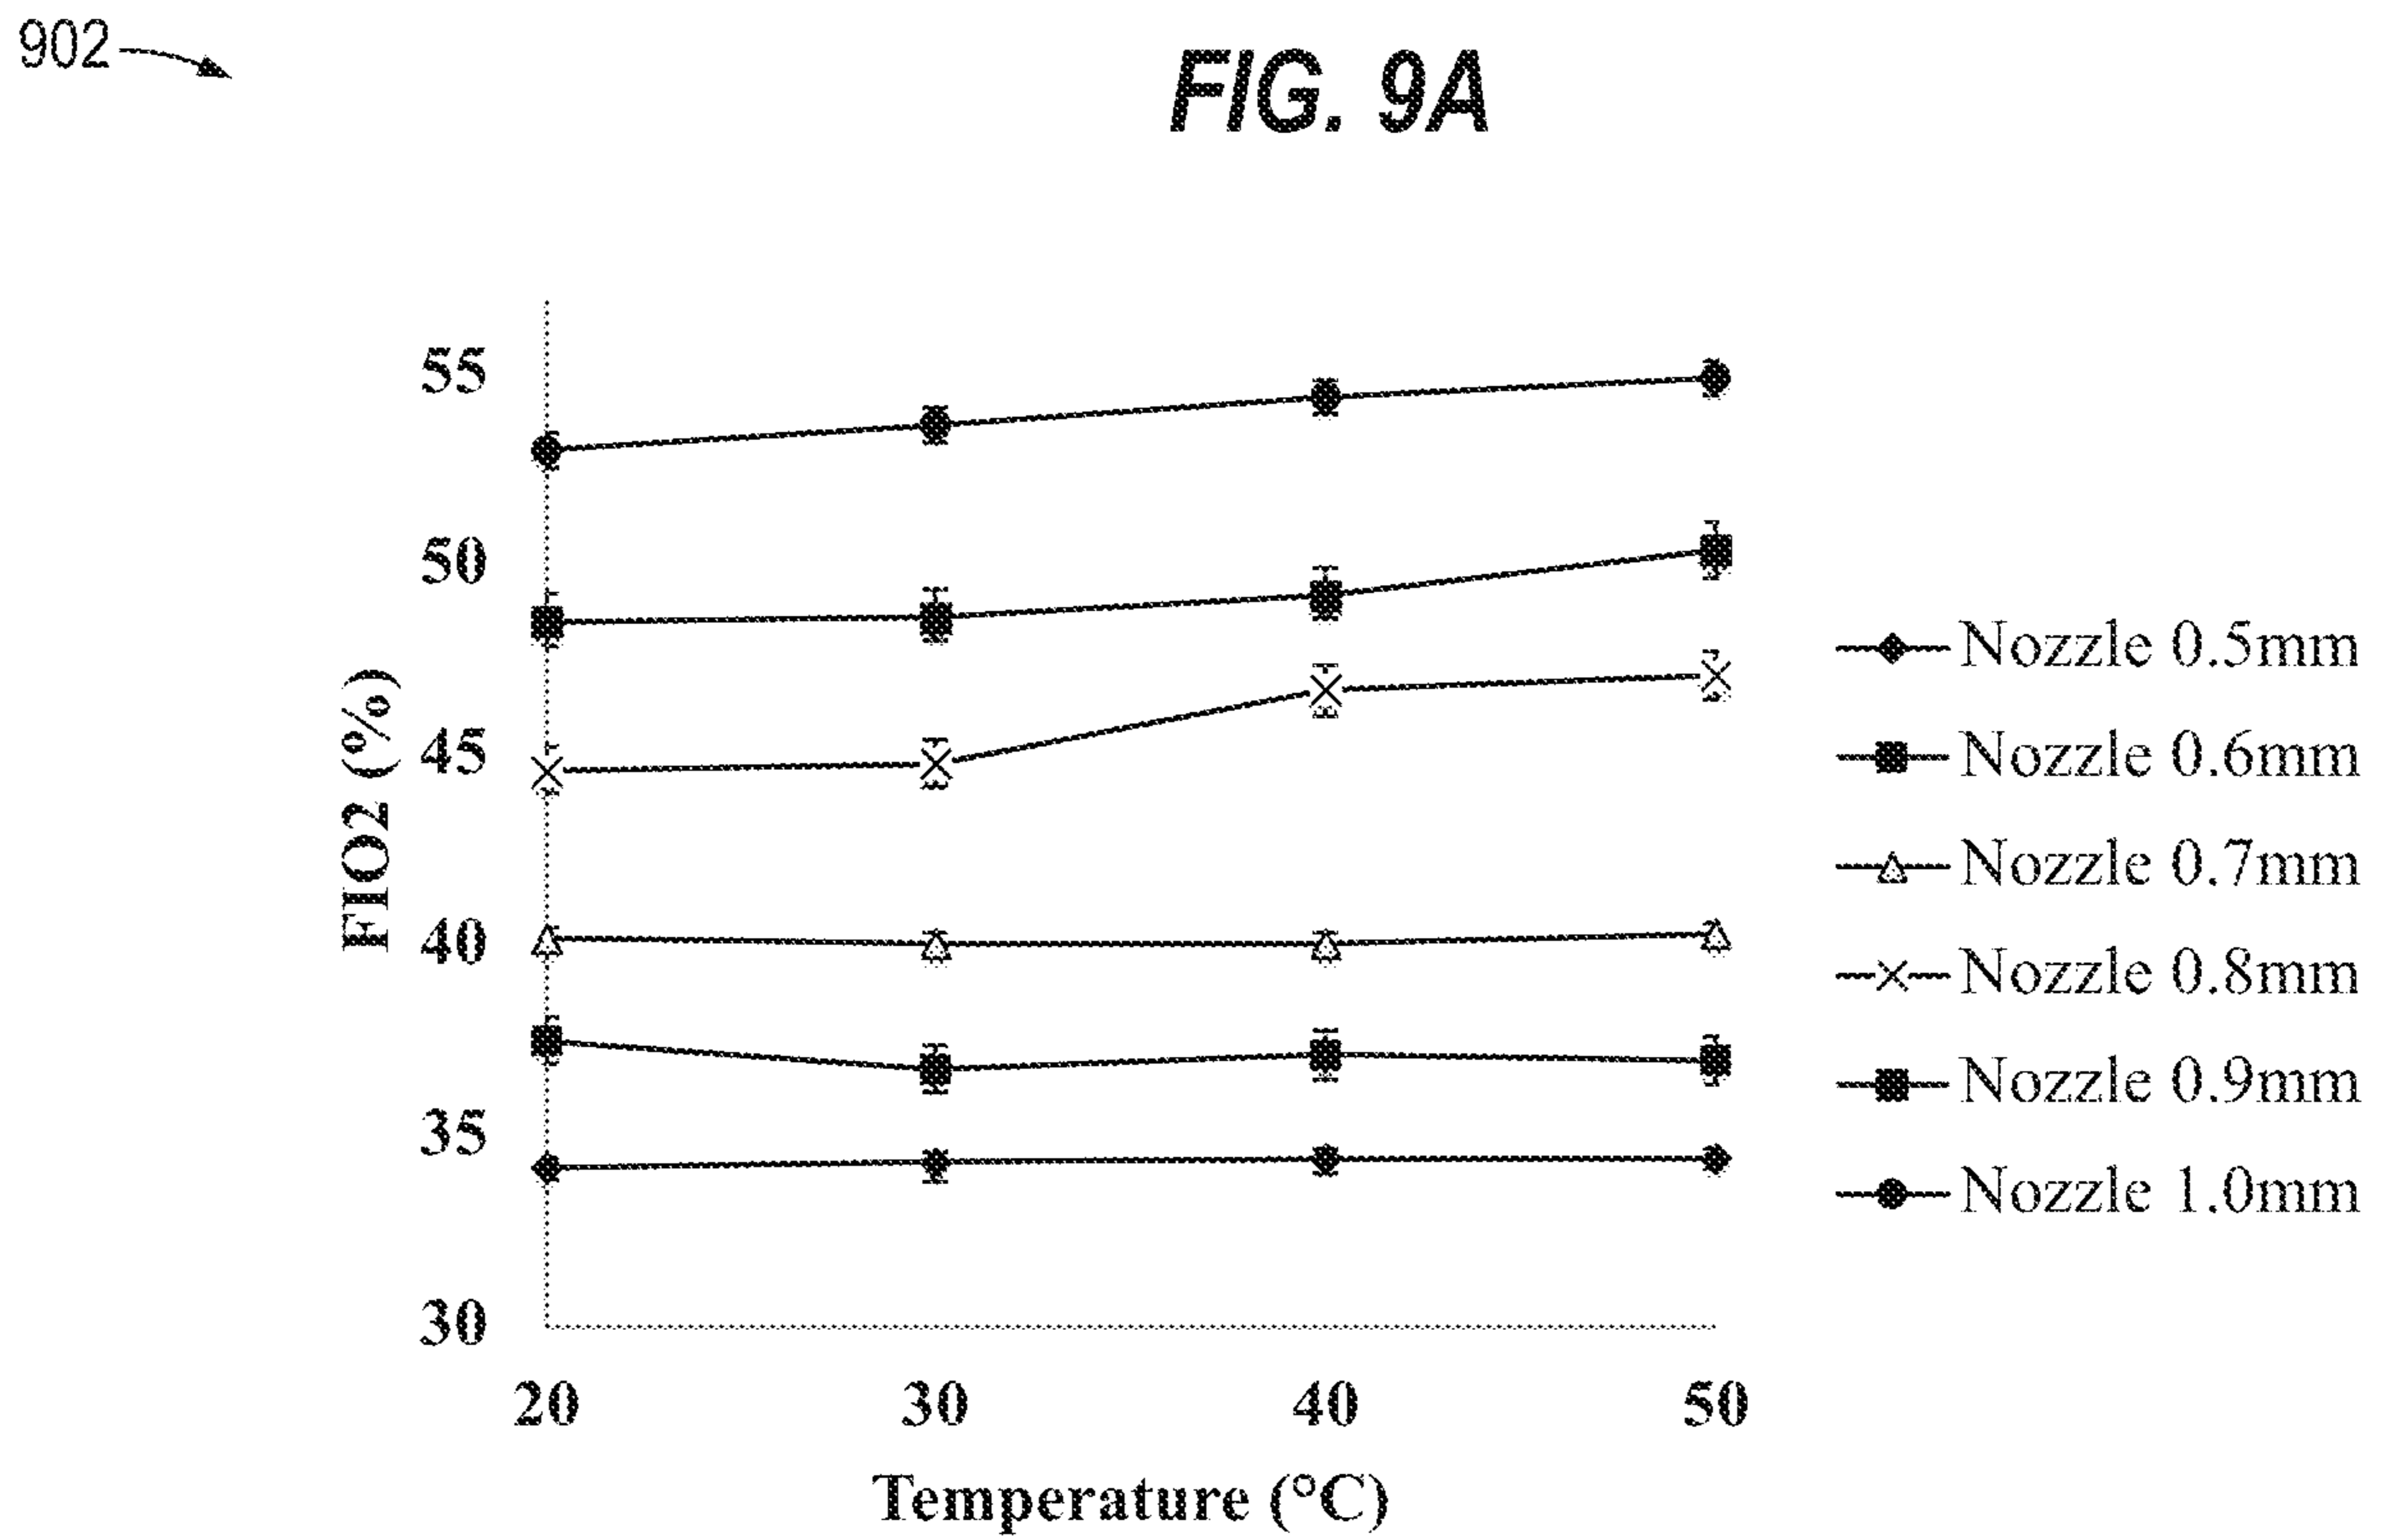 902
FIG. 9A
55
50
45
40
35
30
FIO2 (%)
20 30 40 50
Temperature (°C)
Nozzle 0.5mm
Nozzle 0.6mm
Nozzle 0.7mm
Nozzle 0.8mm
Nozzle 0.9mm
Nozzle 1.0mm